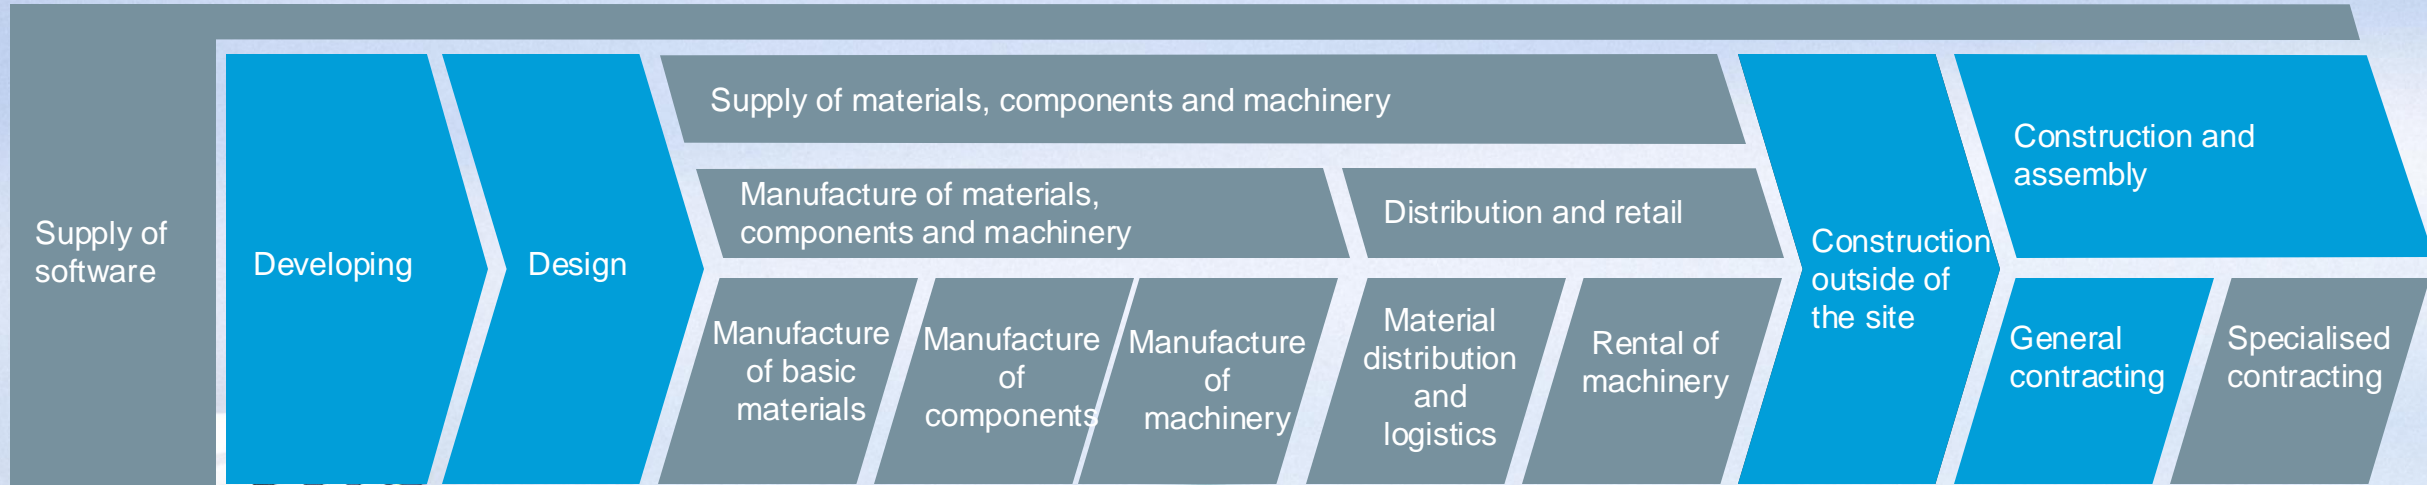 Supply of
software
Developing
Design
Supply of materials, components and machinery
Manufacture of materials,
components and machinery
Distribution and retail
Manufacture
of basic
materials
Manufacture
of
components
Manufacture
of
machinery
Material
distribution
and
logistics
Rental of
machinery
Construction
outside of
the site
Construction and
assembly
General
contracting
Specialised
contracting